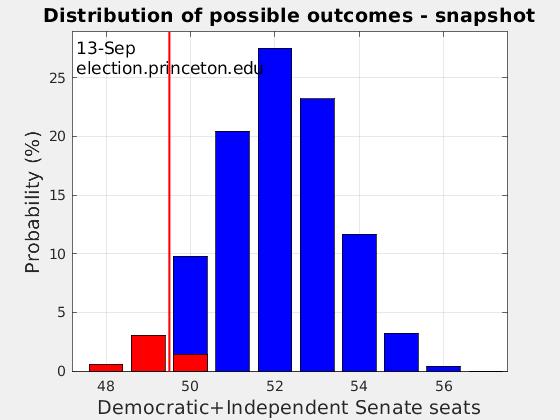 Distribution of possible outcomes - snapshot
13-Sep
election.princeton.edu
Probability (%)
25
20
15
10
5
0
48 50 52 54 56
Democratic+Independent Senate seats